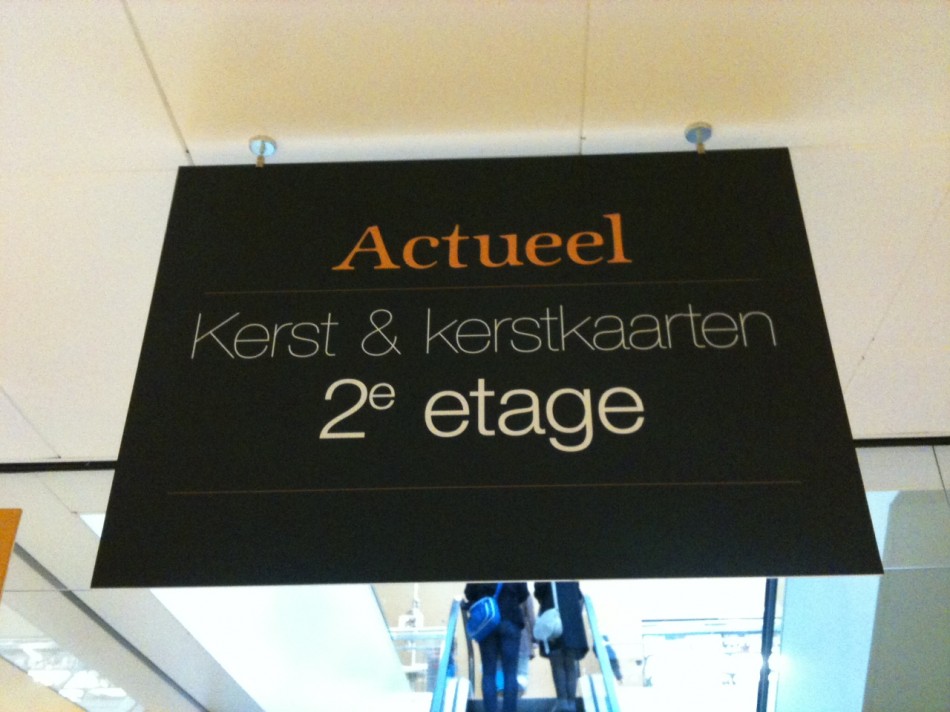 Actueel
Kerst & kerstkaarten
2e etage